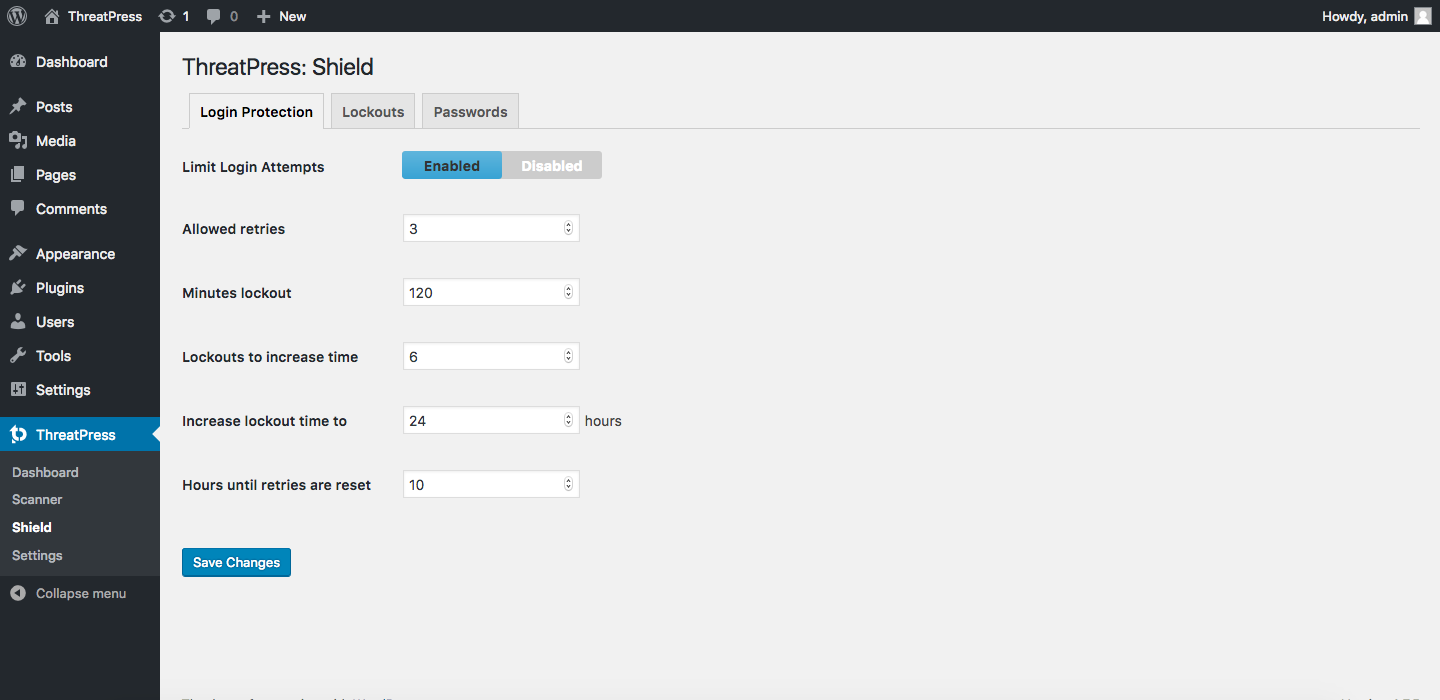 ThreatPress 1 0 New Howdy, admin
Dashboard
Posts
Media
Pages
Comments
Appearance
Plugins
Users
Tools
Settings
ThreatPress
Dashboard
Scanner
Shield
Settings
Collapse menu
ThreatPress: Shield
Login Protection Lockouts Passwords
Limit Login Attempts Enabled Disabled
Allowed retries 3
Minutes lockout 120
Lockouts to increase time 6
Increase lockout time to 24 hours
Hours until retries are reset 10
Save Changes